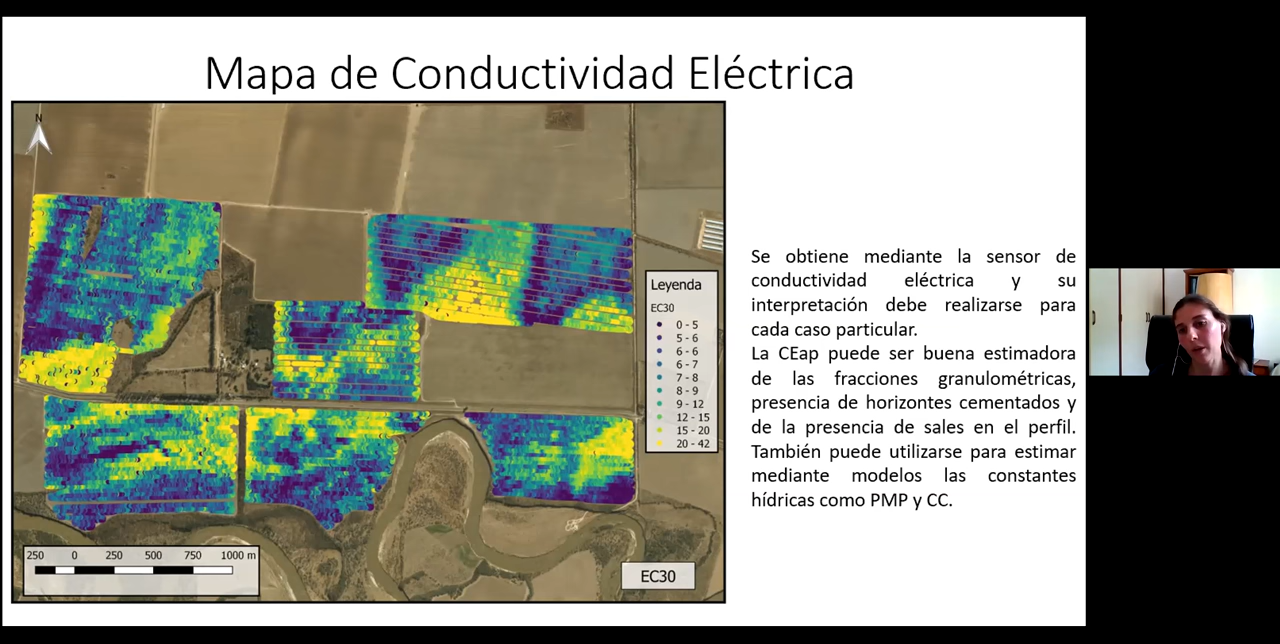 Mapa de Conductividad Eléctrica
N
Leyenda
EC30
0 - 5
5 - 6
6 - 6
6 - 7
7 - 8
8 - 9
9 - 12
12 - 15
15 - 20
20 - 42
250 0 250 500 750 1000 m
EC30
Se obtiene mediante la sensor de
conductividad eléctrica y su
interpretación debe realizarse para
cada caso particular.
La CEap puede ser buena estimadora
de las fracciones granulométricas,
presencia de horizontes cementados y
de la presencia de sales en el perfil.
También puede utilizarse para estimar
mediante modelos las constantes
hídricas como PMP y CC.